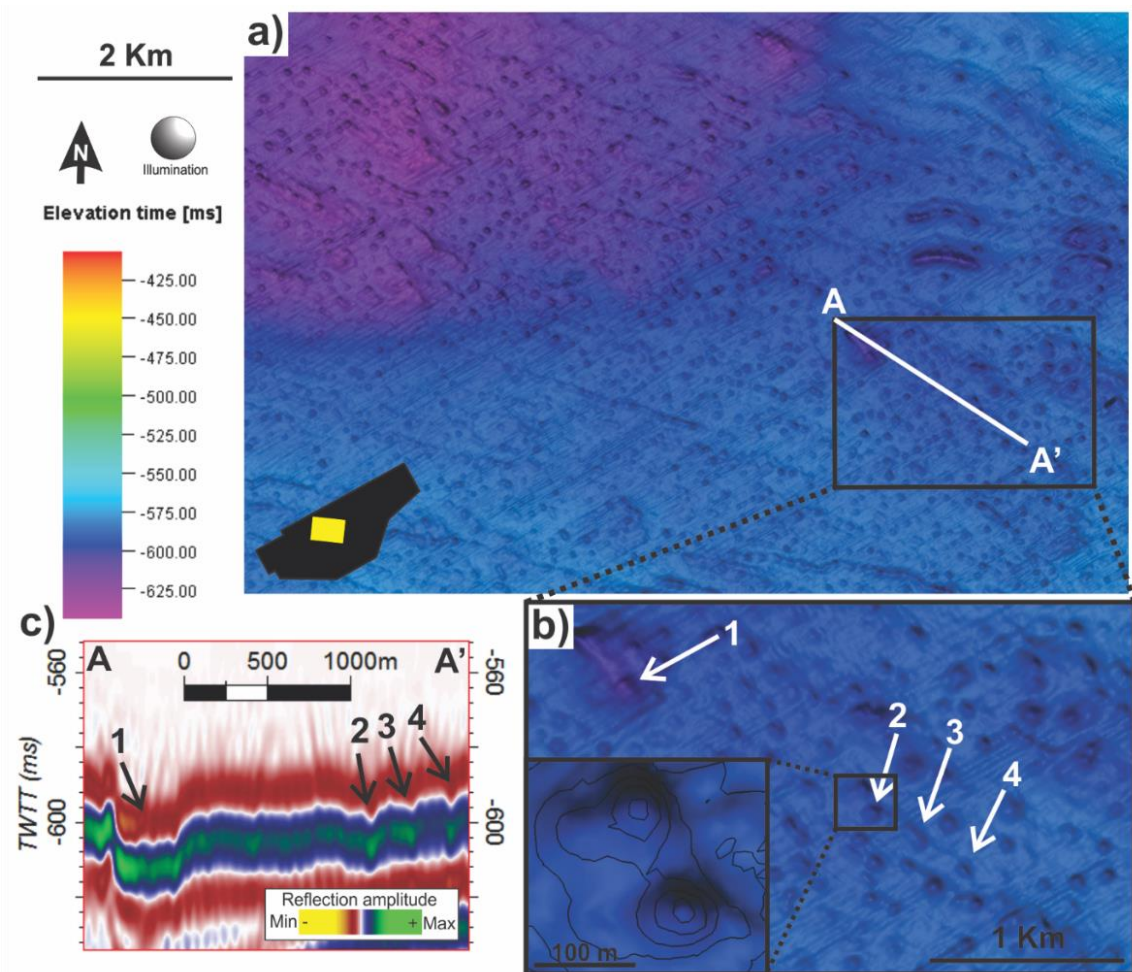 a)
2 Km
N
Illumination
Elevation time [ms]
-425.00
-450.00
-475.00
-500.00
-525.00
-550.00
-575.00
-600.00
-625.00
A
A'
b)
1
2
3
4
100 m
1 Km
c)
A
0 500 1000m
A'
-560
-560
TWTT (ms)
-600
-600
1
2
3
4
Reflection amplitude
Min - + Max